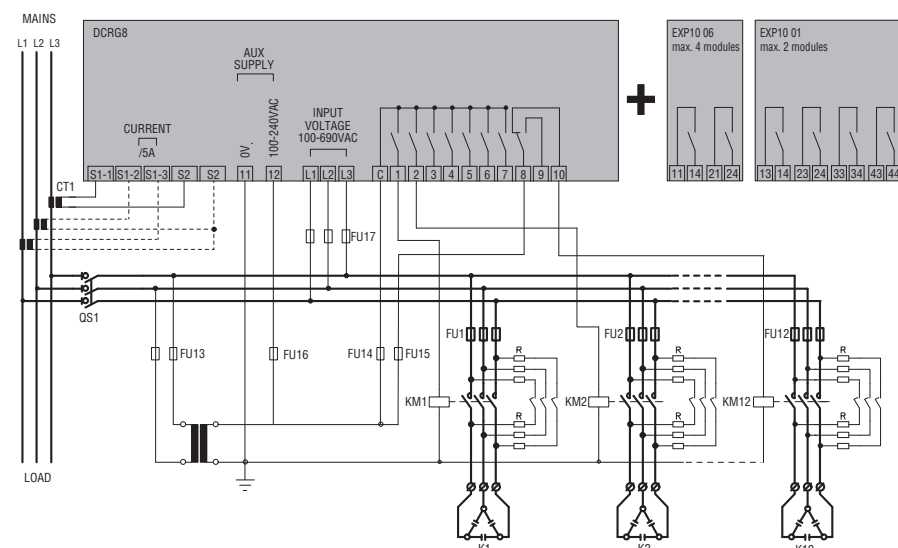 MAINS
L1 L2 L3
DCRG8
AUX
SUPPLY
0V.
100-240VAC
INPUT
VOLTAGE
100-690VAC
CURRENT
/5A
S1-1 S1-2 S1-3 S2 S2 11 12 L1 L2 L3 C 1 2 3 4 5 6 7 8 9 10
EXP10 06
max. 4 modules
11 14 21 24
EXP10 01
max. 2 modules
13 14 23 24 33 34 43 44
CT1
FU17
QS1
FU13
FU16
FU14
FU15
FU1
R
R
KM1
FU2
R
R
KM2
FU12
R
R
KM12
LOAD
K1
K2